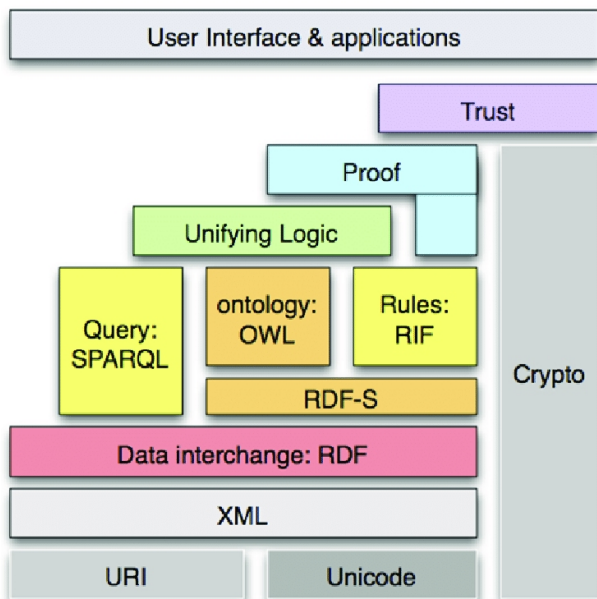 User Interface & applications
Trust
Proof
Unifying Logic
Query:
SPARQL
ontology:
OWL
Rules:
RIF
Crypto
RDF-S
Data interchange: RDF
XML
URI
Unicode